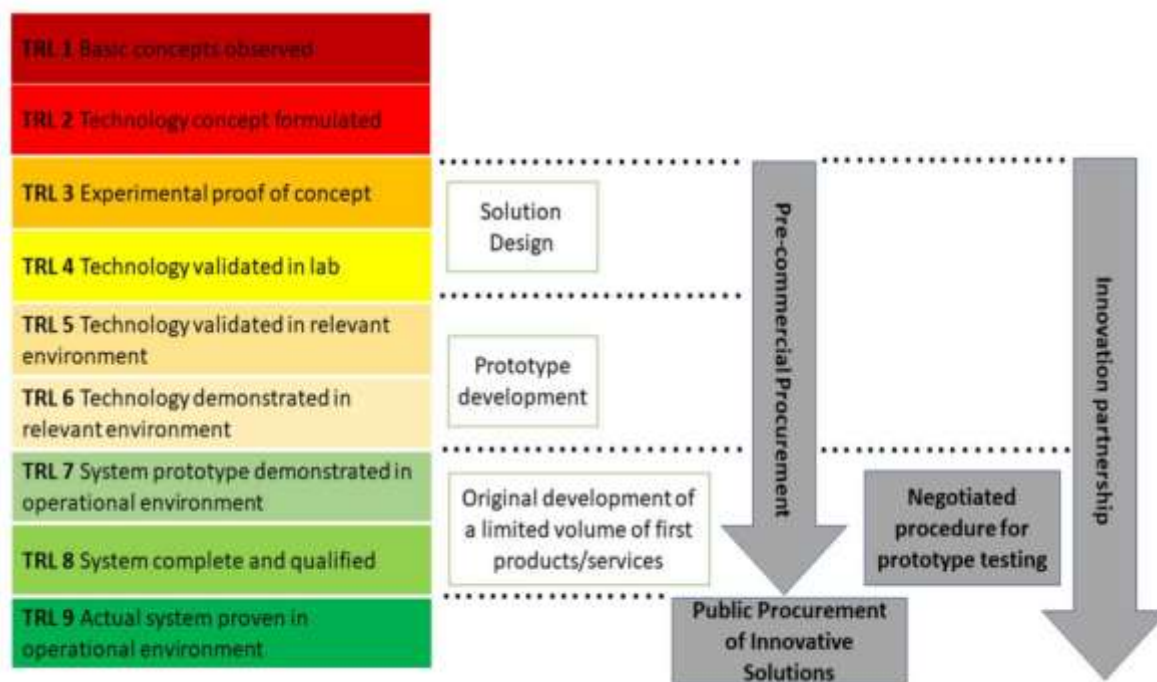 TRL 1 Basic concepts observed
TRL 2 Technology concept formulated
TRL 3 Experimental proof of concept
TRL 4 Technology validated in lab
TRL 5 Technology validated in relevant
environment
TRL 6 Technology demonstrated in
relevant environment
TRL 7 System prototype demonstrated in
operational environment
TRL 8 System complete and qualified
TRL 9 Actual system proven in
operational environment
Solution
Design
Prototype
development
Original development of
a limited volume of first
products/services
Pre-commercial Procurement
Public Procurement
of Innovative
Solutions
Negotiated
procedure for
prototype testing
Innovation partnership